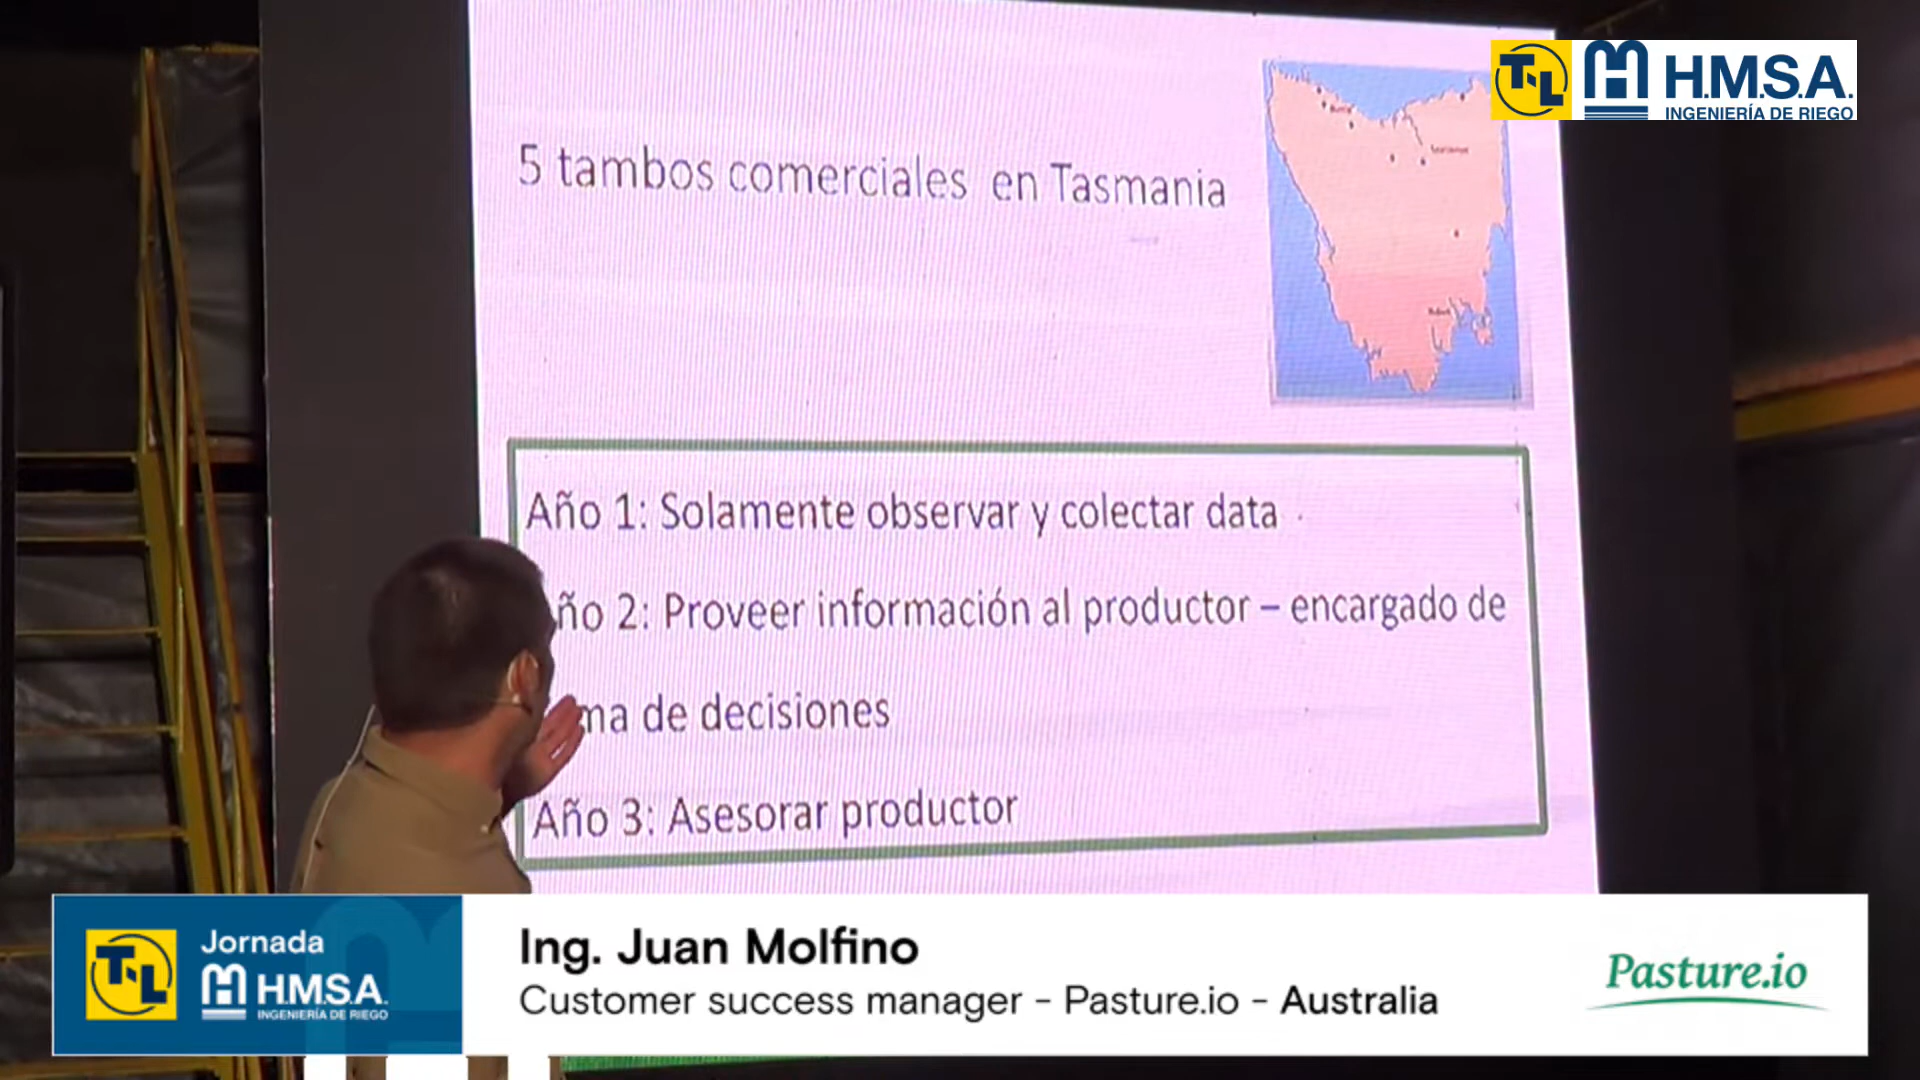 T-L H.M.S.A.
INGENIERÍA DE RIEGO
5 tambos comerciales en Tasmania
Año 1: Solamente observar y colectar data
ño 2: Proveer información al productor – encargado de
ma de decisiones
Año 3: Asesorar productor
T-L Jornada
H.M.S.A.
INGENIERÍA DE RIEGO
Ing. Juan Molfino
Customer success manager - Pasture.io - Australia
Pasture.io